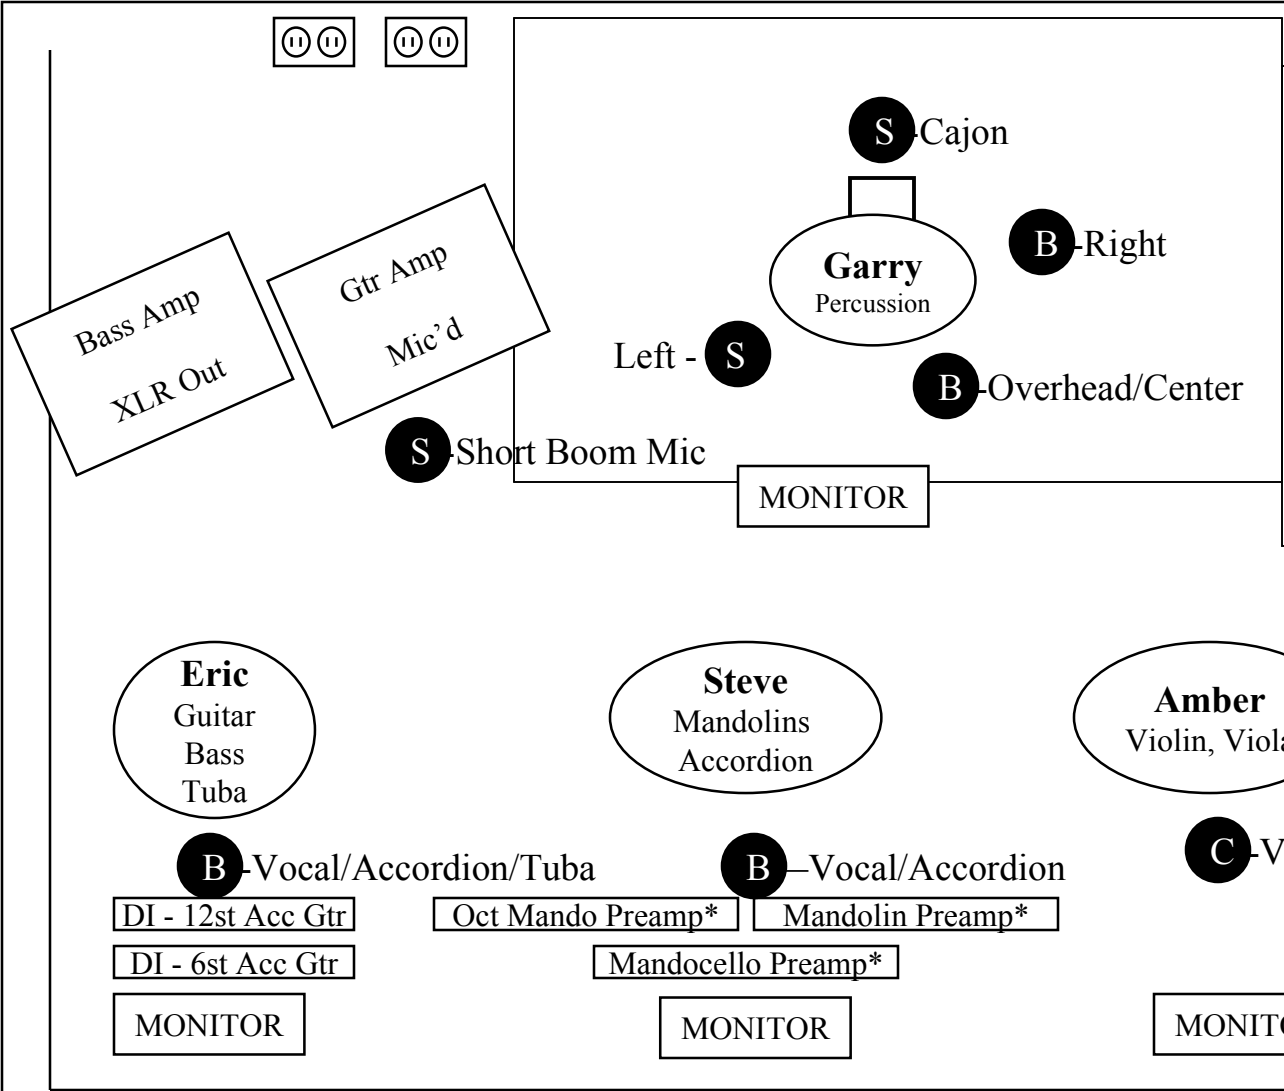 S-Cajon
B-Right
Garry
Percussion
Gtr Amp
Mic’d
Bass Amp
XLR Out
Left - S
B-Overhead/Center
S-Short Boom Mic
MONITOR
Eric
Guitar
Bass
Tuba
Steve
Mandolins
Accordion
Amber
Violin, Viola
B-Vocal/Accordion/Tuba
B–Vocal/Accordion
C-V
DI - 12st Acc Gtr
Oct Mando Preamp*
Mandolin Preamp*
DI - 6st Acc Gtr
Mandocello Preamp*
MONITOR
MONITOR